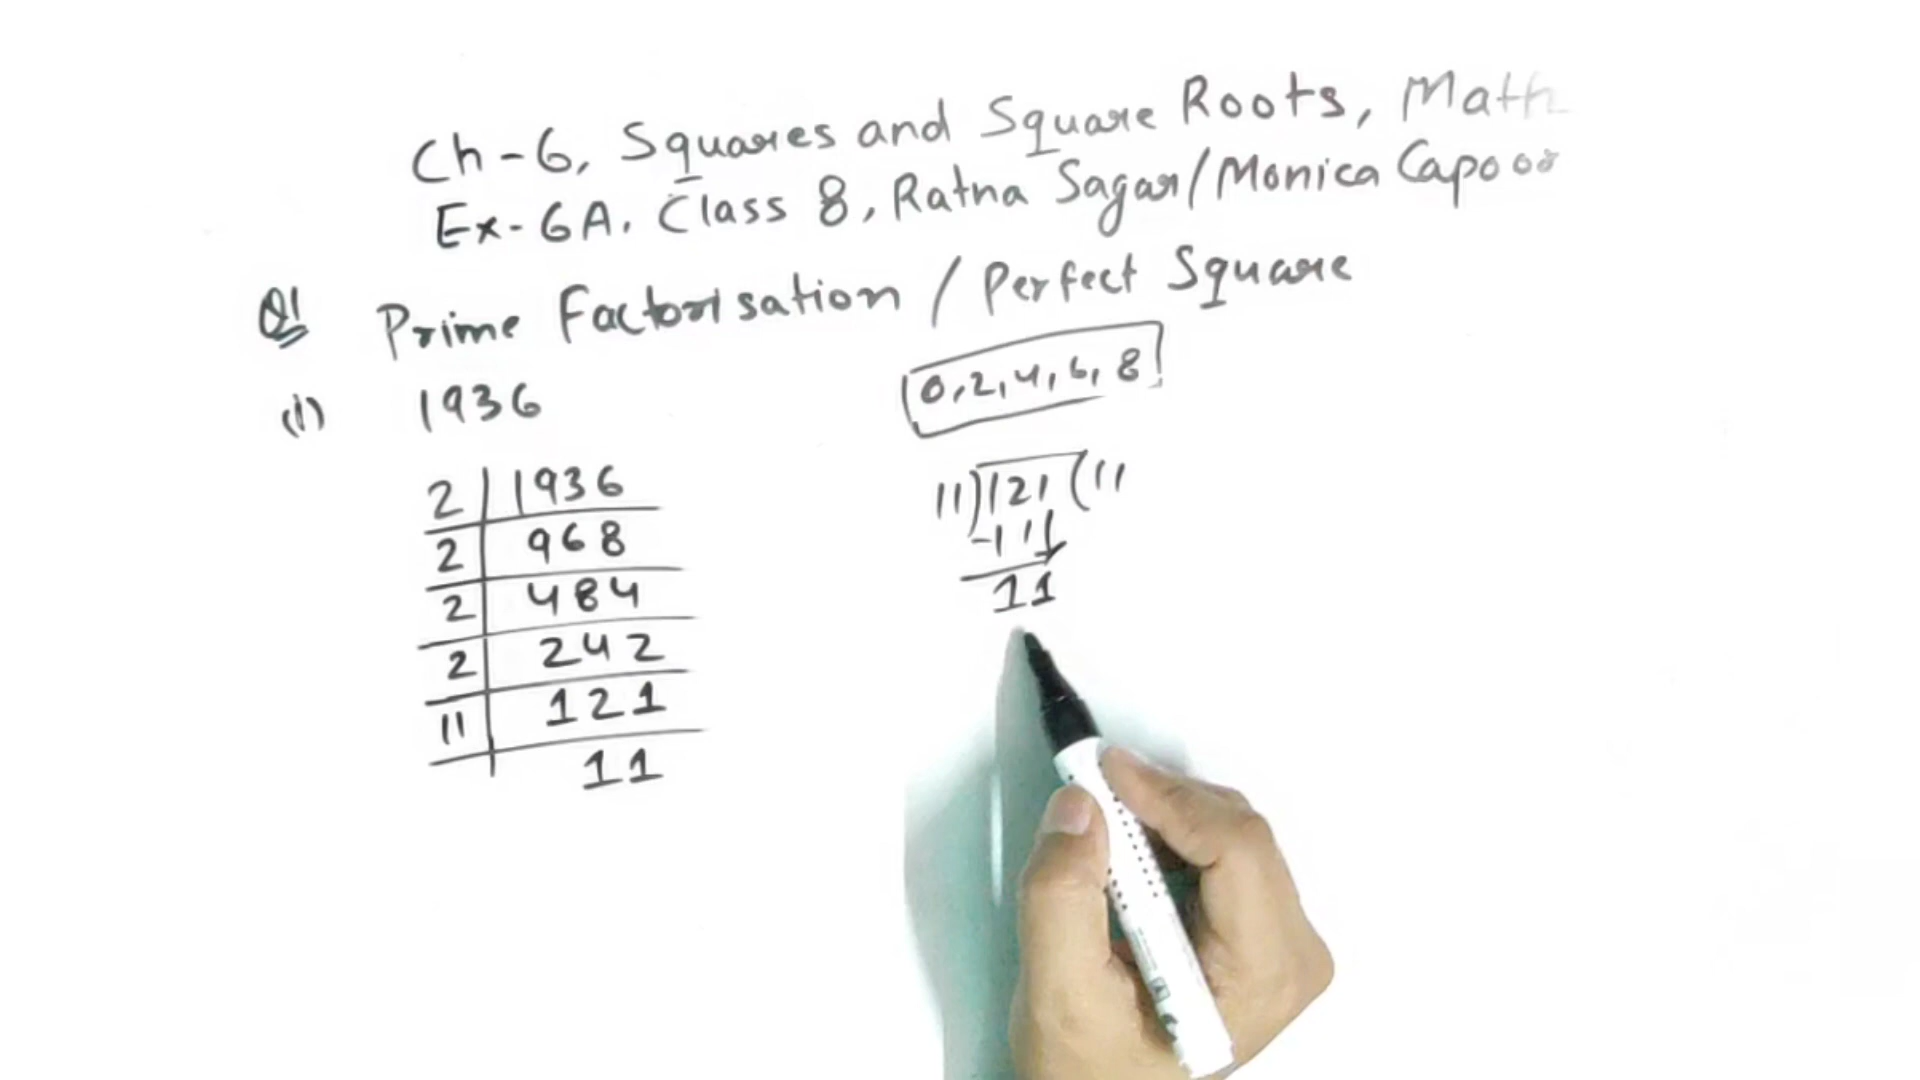 Ch-6, Squares and Square Roots, Math
Ex-6A, Class 8, Ratna Sagar/Monica Capoor
Q1 Prime Factorisation / Perfect Square
0,2,4,6,8
(1) 1936
2 | 1936
2 | 968
2 | 484
2 | 242
11 | 121
11
11)121(11
-11
11